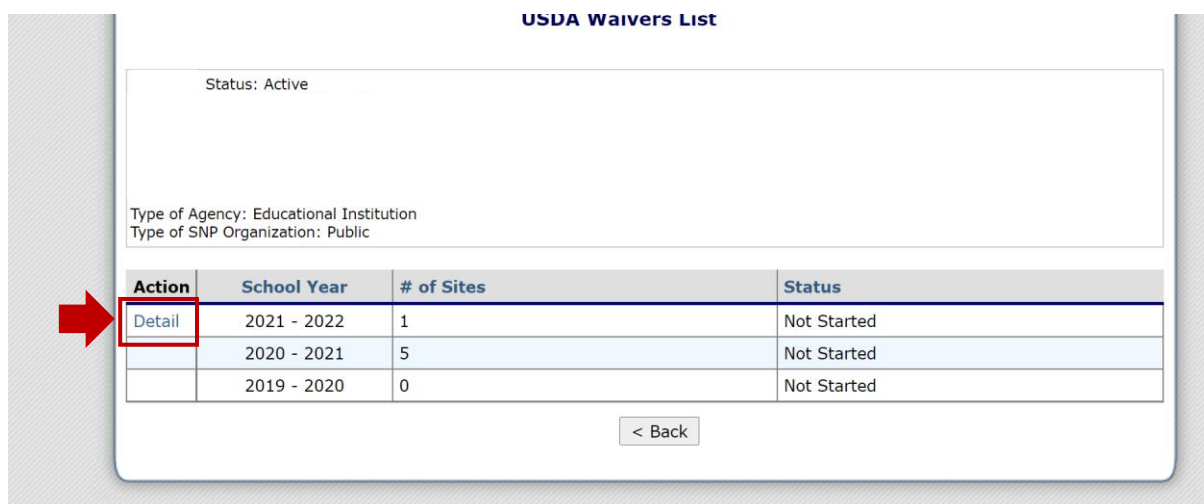 USDA Waivers List
Status: Active
Type of Agency: Educational Institution
Type of SNP Organization: Public
Action School Year # of Sites Status
Detail 2021 - 2022 1 Not Started
2020 - 2021 5 Not Started
2019 - 2020 0 Not Started
< Back